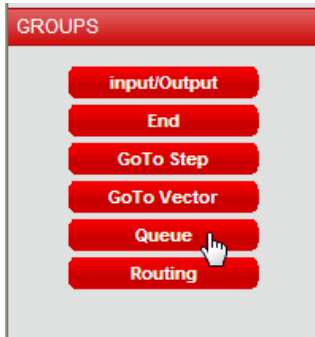 GROUPS
input/Output
End
GoTo Step
GoTo Vector
Queue
Routing